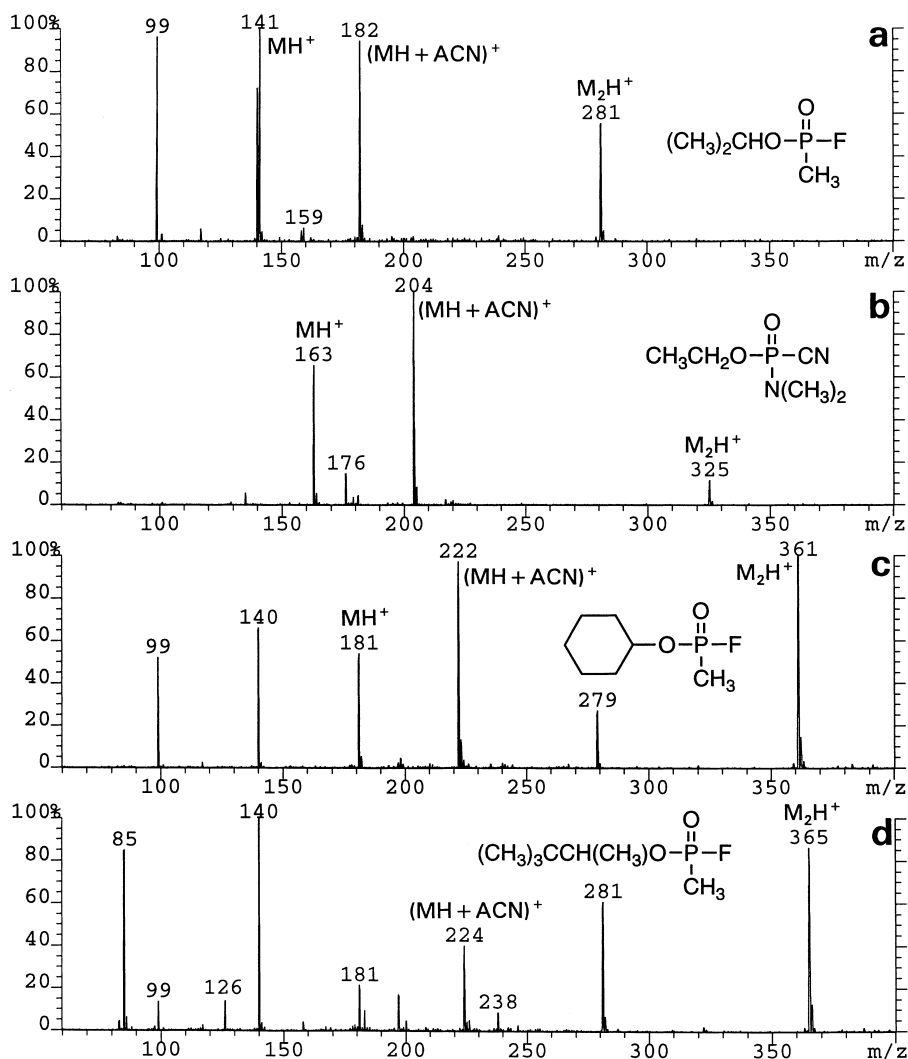 100%
99
141
MH⁺
182
(MH + ACN)⁺
M₂H⁺
281
159
a
O
(CH₃)₂CHO–P–F
CH₃
80
60
40
20
0
100 150 200 250 300 350 m/z
100%
204
(MH + ACN)⁺
MH⁺
163
176
M₂H⁺
325
b
O
CH₃CH₂O–P–CN
N(CH₃)₂
80
60
40
20
0
100 150 200 250 300 350 m/z
100%
99
140
MH⁺
181
222
(MH + ACN)⁺
279
M₂H⁺
361
c
O
O–P–F
CH₃
80
60
40
20
0
100 150 200 250 300 350 m/z
100%
85
99
126
140
181
(MH + ACN)⁺
224
238
281
M₂H⁺
365
d
O
(CH₃)₃CCH(CH₃)O–P–F
CH₃
80
60
40
20
0
100 150 200 250 300 350 m/z